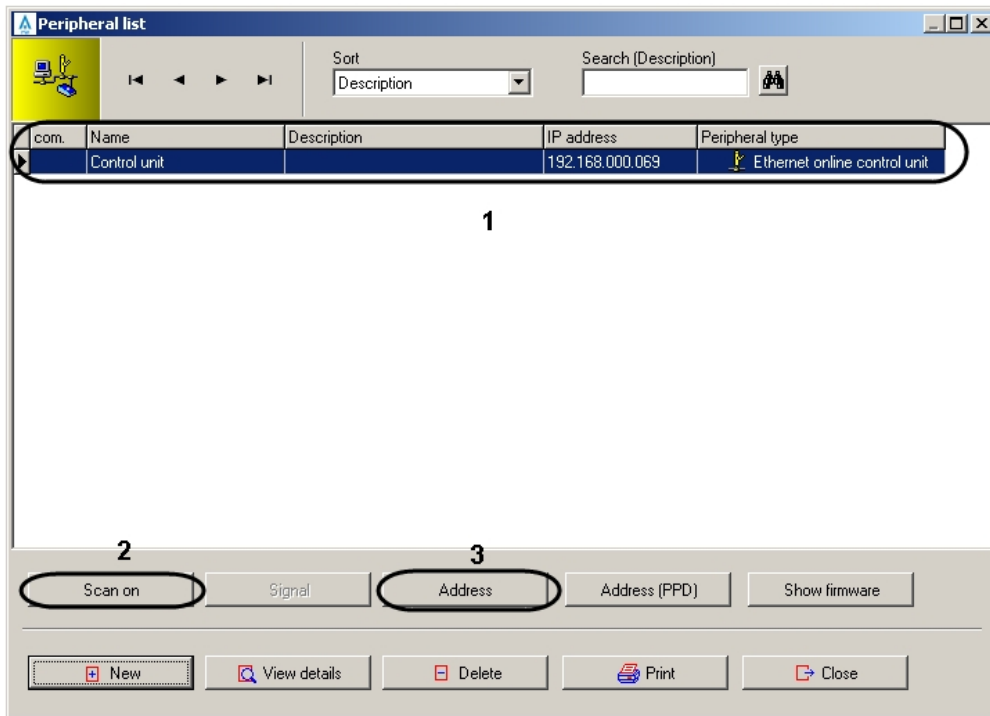 Peripheral list
Sort
Search (Description)
Description
com. Name Description IP address Peripheral type
Control unit 192.168.000.069 Ethernet online control unit
1
2 3
Scan on Signal Address Address (PPD) Show firmware
New View details Delete Print Close